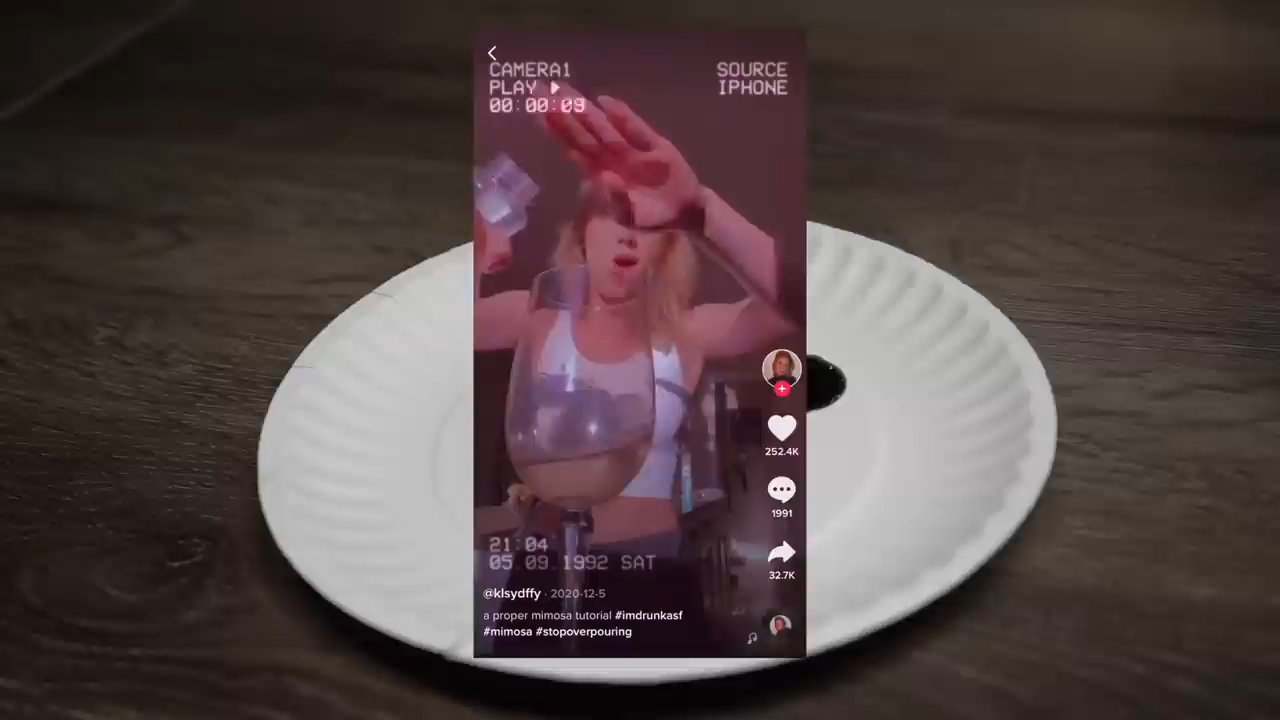 CAMERA1
PLAY
00:00:09
SOURCE
IPHONE
252.4K
1991
32.7K
21:04
05.09.1992 SAT
@klsydffy · 2020-12-5
a proper mimosa tutorial #imdrunkasf
#mimosa #stopoverpouring